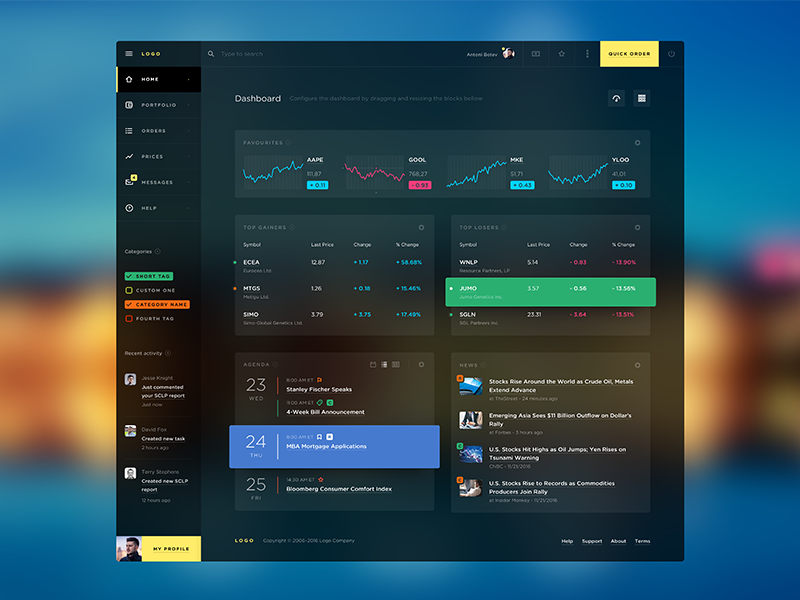 LOGO
Type to search
Antoni Botev
QUICK ORDER
HOME
PORTFOLIO
ORDERS
PRICES
4
MESSAGES
HELP
Categories
SHORT TAG
CUSTOM ONE
CATEGORY NAME
FOURTH TAG
Recent activity
Jesse Knight
Just commented
your SCLP report
Just now
David Fox
Created new task
2 hours ago
Terry Stephens
Created new SCLP
report
12 hours ago
MY PROFILE
Dashboard
Configure the dashboard by dragging and resizing the blocks bellow
FAVOURITES
AAPE
111,87
+ 0.11
GOOL
768,27
- 0.93
MKE
51,71
+ 0.43
YLOO
41,01
+ 0.10
TOP GAINERS
Symbol Last Price Change % Change
ECEA 12.87 + 1.17 + 58.68%
Euroxea Ltd.
MTGS 1.26 + 0.18 + 15.46%
Motigu Ltd.
SIMO 3.79 + 3.75 + 17.49%
Simo-Global Genetics Ltd.
TOP LOSERS
Symbol Last Price Change % Change
WNLP 5.14 - 0.83 - 13.90%
Resource Partners, LP
JUMO 3.57 - 0.56 - 13.56%
Jumo Genetics Inc.
SGLN 23.31 - 3.64 - 13.51%
SGL Partners Inc.
AGENDA
23
WED
8:00 AM ET
Stanley Fischer Speaks
11:00 AM ET
4-Week Bill Announcement
24
THU
8:00 AM ET
MBA Mortgage Applications
25
FRI
14:30 AM ET
Bloomberg Consumer Comfort Index
NEWS
Stocks Rise Around the World as Crude Oil, Metals
Extend Advance
at TheStreet - 24 minutes ago
Emerging Asia Sees $11 Billion Outflow on Dollar's
Rally
at Forbes - 3 hours ago
U.S. Stocks Hit Highs as Oil Jumps; Yen Rises on
Tsunami Warning
CNBC - 11/21/2016
U.S. Stocks Rise to Records as Commodities
Producers Join Rally
at Insider Monkey - 11/21/2016
LOGO
Copyright © 2006-2016 Logo Company
Help Support About Terms